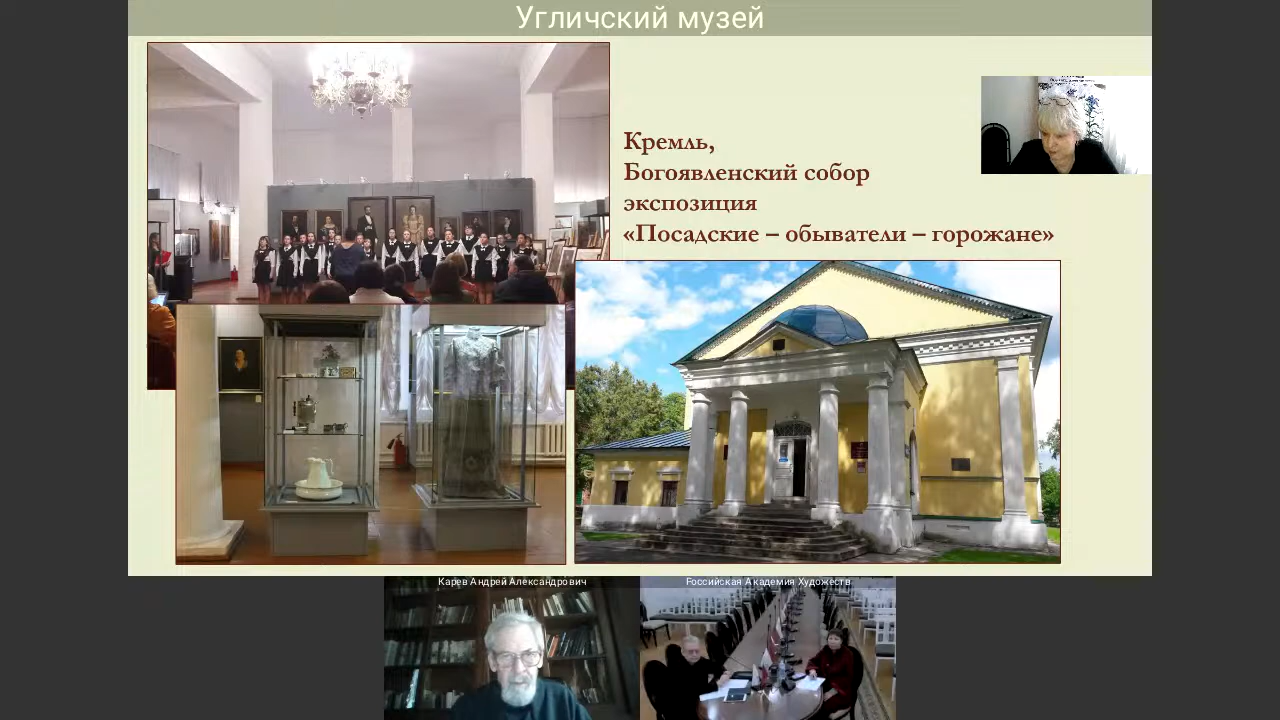 Угличский музей
Кремль,
Богоявленский собор
экспозиция
«Посадские – обыватели – горожане»
Карев Андрей Александрович
Российская Академия Художеств